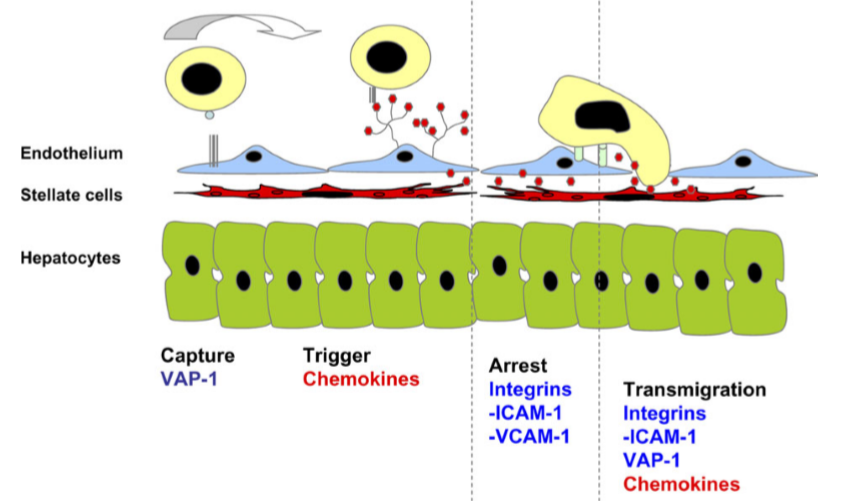 Endothelium
Stellate cells
Hepatocytes
Capture
VAP-1
Trigger
Chemokines
Arrest
Integrins
-ICAM-1
-VCAM-1
Transmigration
Integrins
-ICAM-1
VAP-1
Chemokines